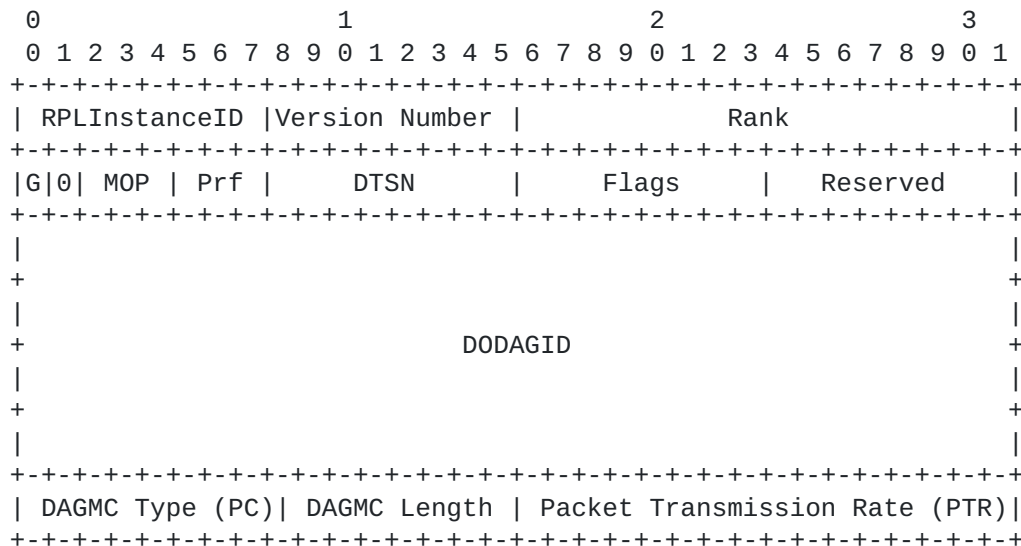 0                   1                   2                   3
 0 1 2 3 4 5 6 7 8 9 0 1 2 3 4 5 6 7 8 9 0 1 2 3 4 5 6 7 8 9 0 1
+-+-+-+-+-+-+-+-+-+-+-+-+-+-+-+-+-+-+-+-+-+-+-+-+-+-+-+-+-+-+-+-+
| RPLInstanceID |Version Number |             Rank              |
+-+-+-+-+-+-+-+-+-+-+-+-+-+-+-+-+-+-+-+-+-+-+-+-+-+-+-+-+-+-+-+-+
|G|0| MOP | Prf |     DTSN      |     Flags     |   Reserved    |
+-+-+-+-+-+-+-+-+-+-+-+-+-+-+-+-+-+-+-+-+-+-+-+-+-+-+-+-+-+-+-+-+
|                                                               |
+                                                               +
|                                                               |
+                            DODAGID                            +
|                                                               |
+                                                               +
|                                                               |
+-+-+-+-+-+-+-+-+-+-+-+-+-+-+-+-+-+-+-+-+-+-+-+-+-+-+-+-+-+-+-+-+
| DAGMC Type (PC)| DAGMC Length | Packet Transmission Rate (PTR)|
+-+-+-+-+-+-+-+-+-+-+-+-+-+-+-+-+-+-+-+-+-+-+-+-+-+-+-+-+-+-+-+-+